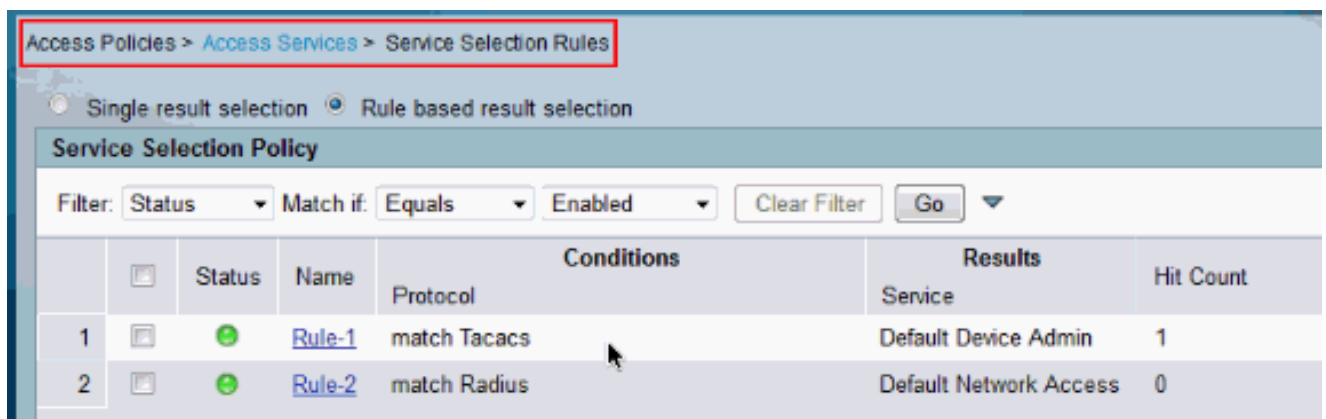 Access Policies > Access Services > Service Selection Rules
Single result selection Rule based result selection
Service Selection Policy
Filter: Status Match if: Equals Enabled Clear Filter Go
Conditions Results
Status Name Protocol Service Hit Count
1 Rule-1 match Tacacs Default Device Admin 1
2 Rule-2 match Radius Default Network Access 0